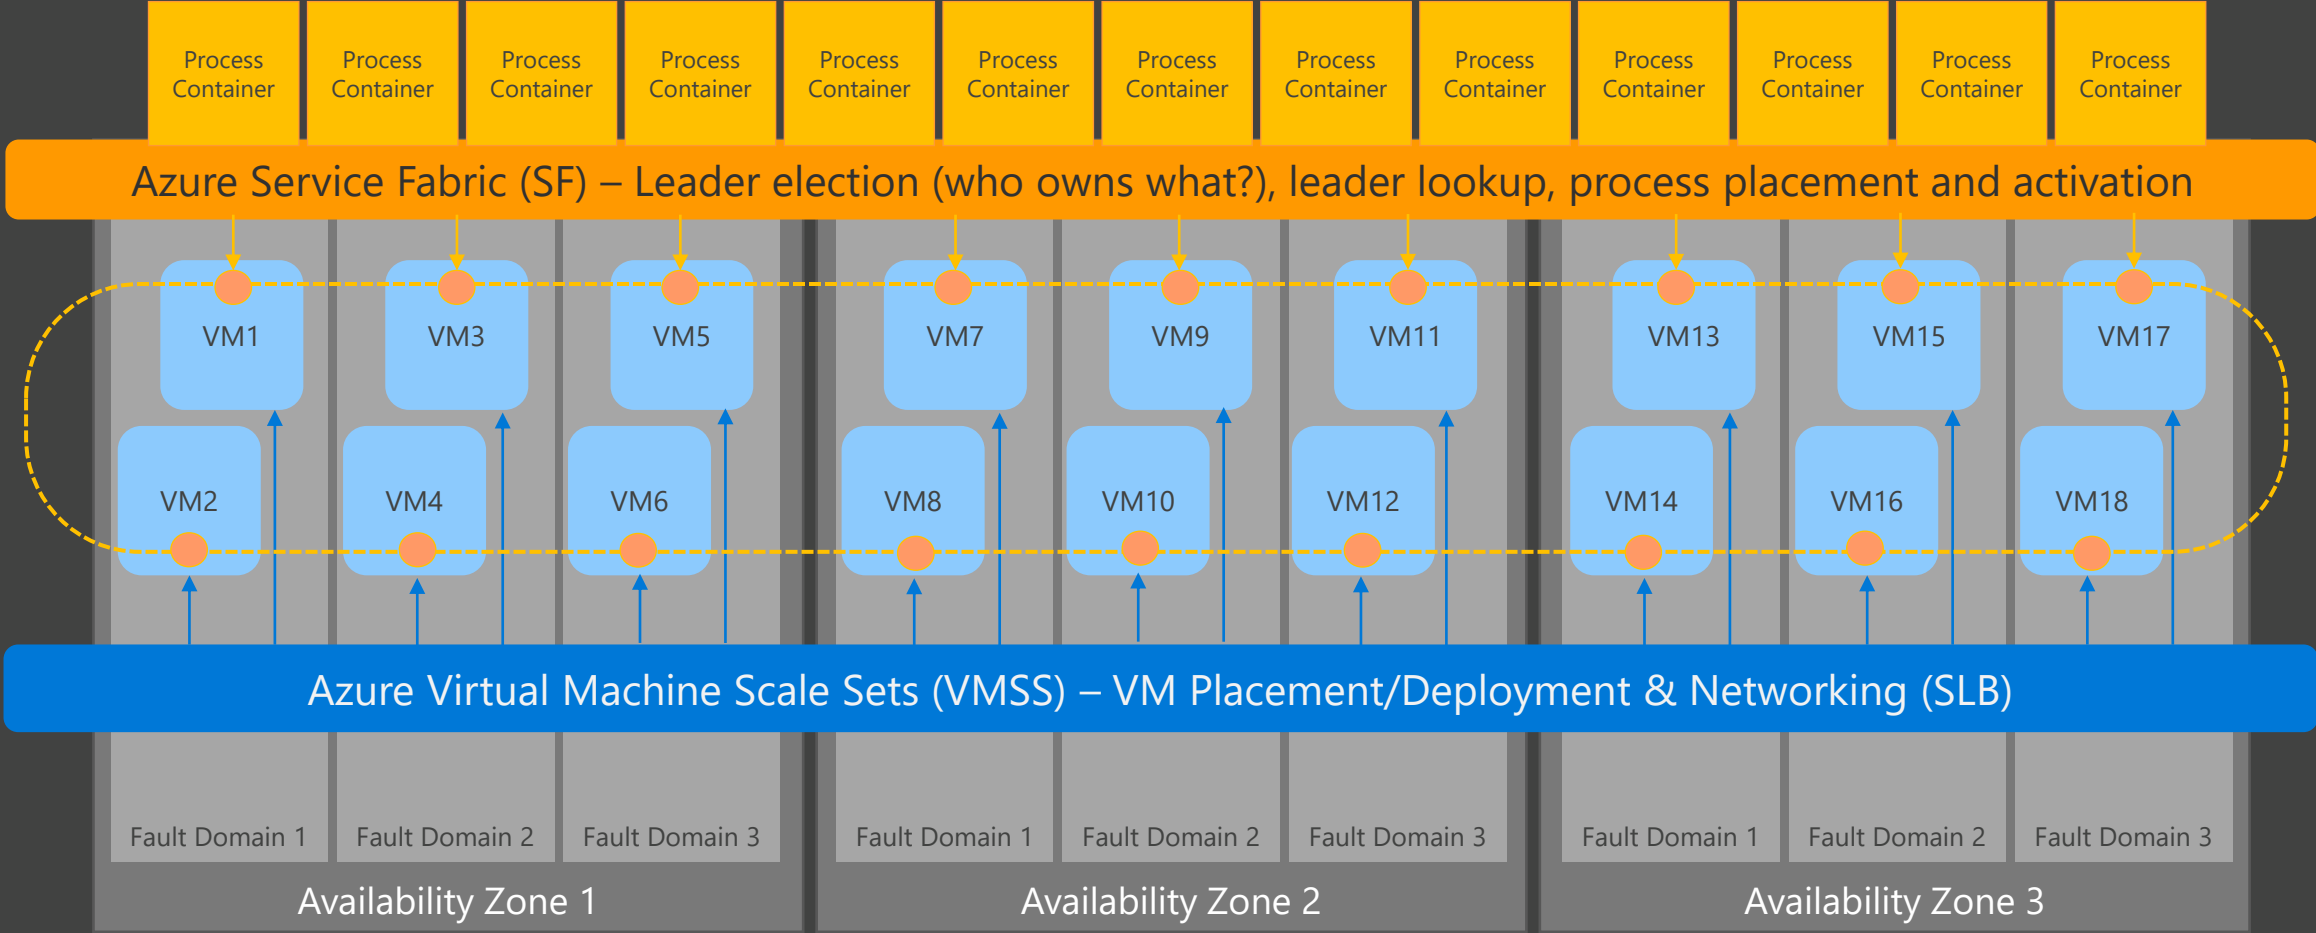 Process
Container
Process
Container
Process
Container
Process
Container
Process
Container
Process
Container
Process
Container
Process
Container
Process
Container
Process
Container
Process
Container
Process
Container
Process
Container
Azure Service Fabric (SF) – Leader election (who owns what?), leader lookup, process placement and activation
VM1
VM3
VM5
VM7
VM9
VM11
VM13
VM15
VM17
VM2
VM4
VM6
VM8
VM10
VM12
VM14
VM16
VM18
Azure Virtual Machine Scale Sets (VMSS) – VM Placement/Deployment & Networking (SLB)
Fault Domain 1
Fault Domain 2
Fault Domain 3
Fault Domain 1
Fault Domain 2
Fault Domain 3
Fault Domain 1
Fault Domain 2
Fault Domain 3
Availability Zone 1
Availability Zone 2
Availability Zone 3